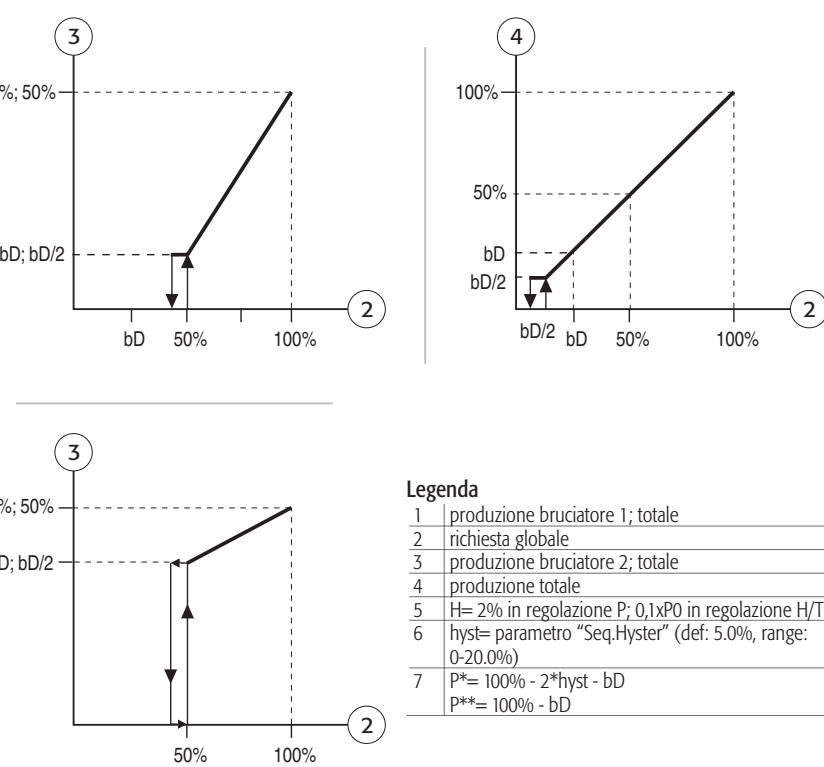 3
%; 50%
bD; bD/2
2
bD 50% 100%
4
100%
50%
bD
bD/2
2
bD/2 bD 50% 100%
3
%; 50%
D; bD/2
2
50% 100%
Legenda
1 produzione bruciatore 1; totale
2 richiesta globale
3 produzione bruciatore 2; totale
4 produzione totale
5 H= 2% in regolazione P; 0,1xP0 in regolazione H/T
6 hyst= parametro “Seq.Hyster” (def: 5.0%, range:
0-20.0%)
7 P*= 100% - 2*hyst - bD
P**= 100% - bD